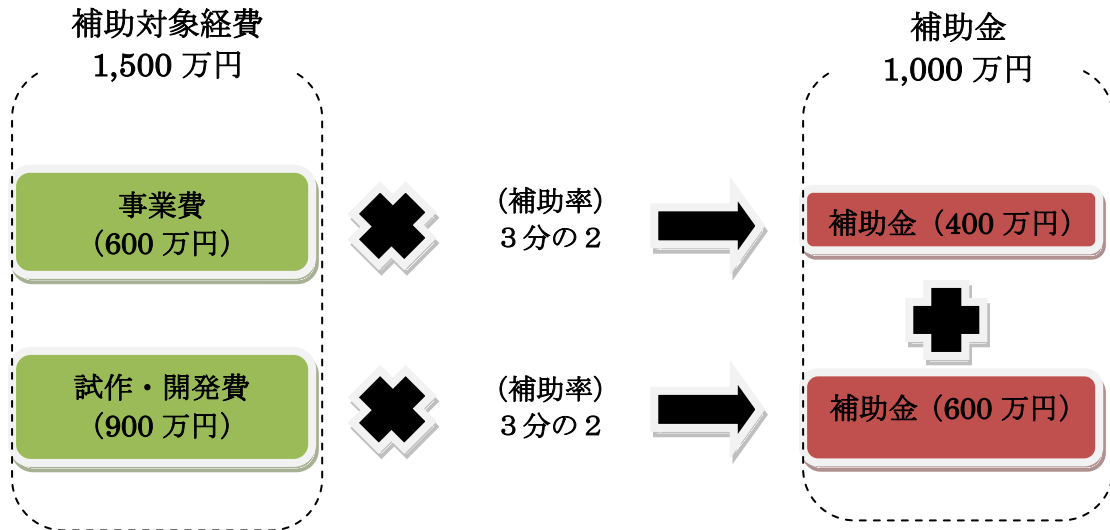 補助対象経費
1,500 万円
補助金
1,000 万円
事業費
（600 万円）
（補助率）
３分の２
補助金（400 万円）
試作・開発費
（900 万円）
（補助率）
３分の２
補助金（600 万円）